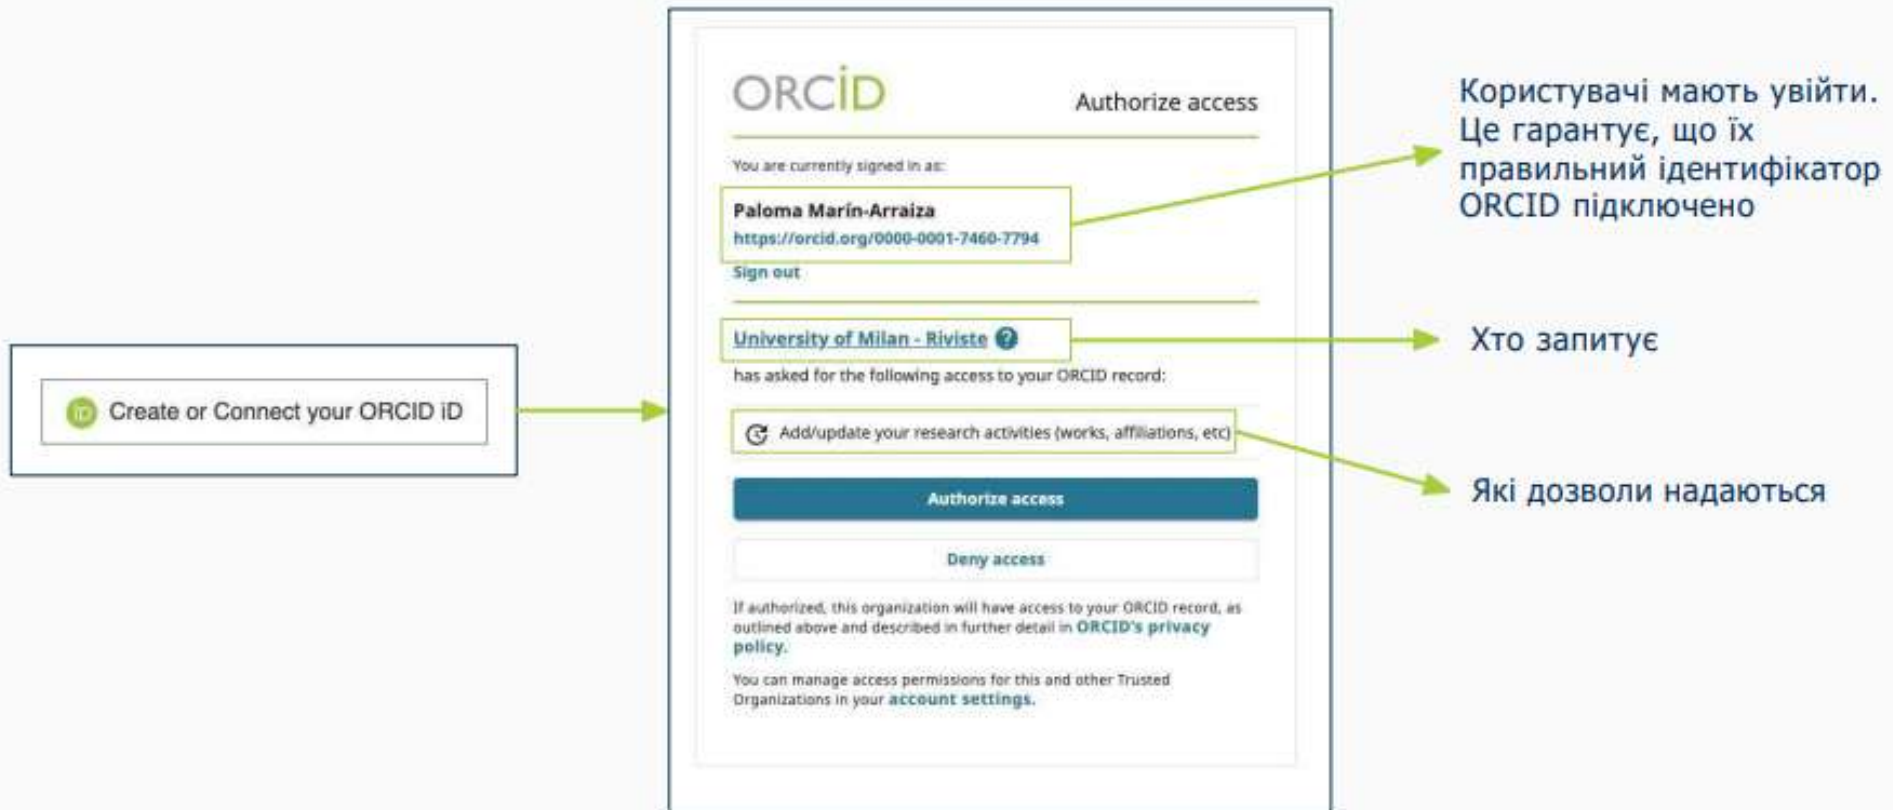 Create or Connect your ORCID iD
ORCID
Authorize access
You are currently signed in as:
Paloma Marín-Arraiza
https://orcid.org/0000-0001-7460-7794
Sign out
University of Milan - Riviste ?
has asked for the following access to your ORCID record:
Add/update your research activities (works, affiliations, etc)
Authorize access
Deny access
If authorized, this organization will have access to your ORCID record, as
outlined above and described in further detail in ORCID's privacy
policy.
You can manage access permissions for this and other Trusted
Organizations in your account settings.
Користувачі мають увійти.
Це гарантує, що їх
правильний ідентифікатор
ORCID підключено
Хто запитує
Які дозволи надаються